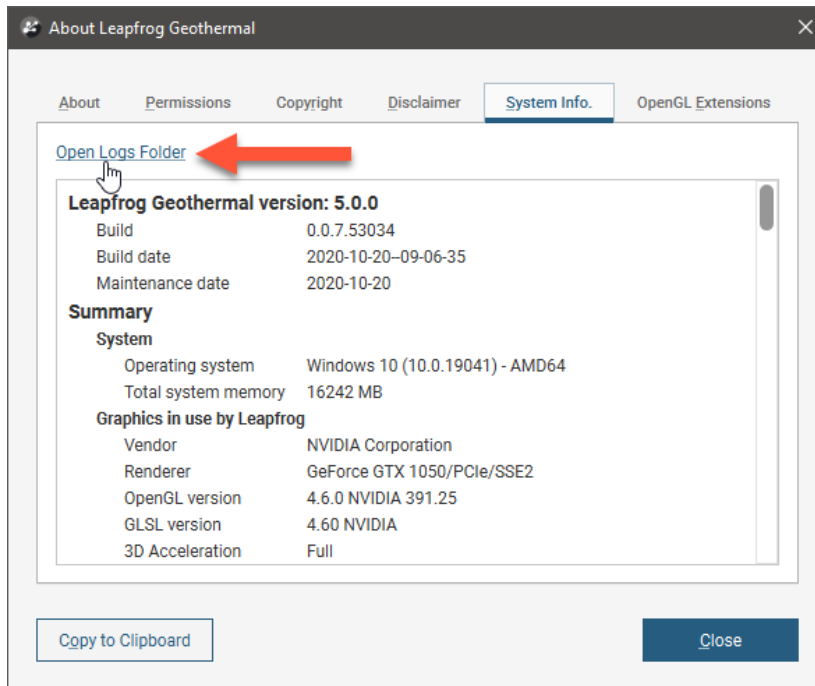 About Leapfrog Geothermal
About Permissions Copyright Disclaimer System Info. OpenGL Extensions
Open Logs Folder
Leapfrog Geothermal version: 5.0.0
Build 0.0.7.53034
Build date 2020-10-20--09-06-35
Maintenance date 2020-10-20
Summary
System
Operating system Windows 10 (10.0.19041) - AMD64
Total system memory 16242 MB
Graphics in use by Leapfrog
Vendor NVIDIA Corporation
Renderer GeForce GTX 1050/PCIe/SSE2
OpenGL version 4.6.0 NVIDIA 391.25
GLSL version 4.60 NVIDIA
3D Acceleration Full
Copy to Clipboard Close